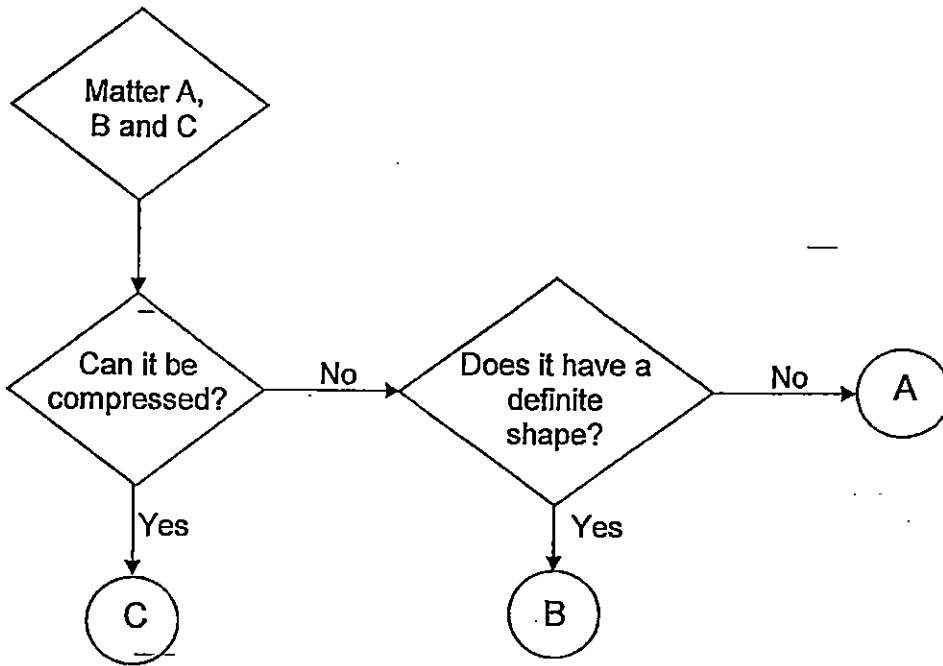 Matter A,
B and C
Can it be
compressed?
No
Does it have a
definite
shape?
No
A
Yes
C
Yes
B